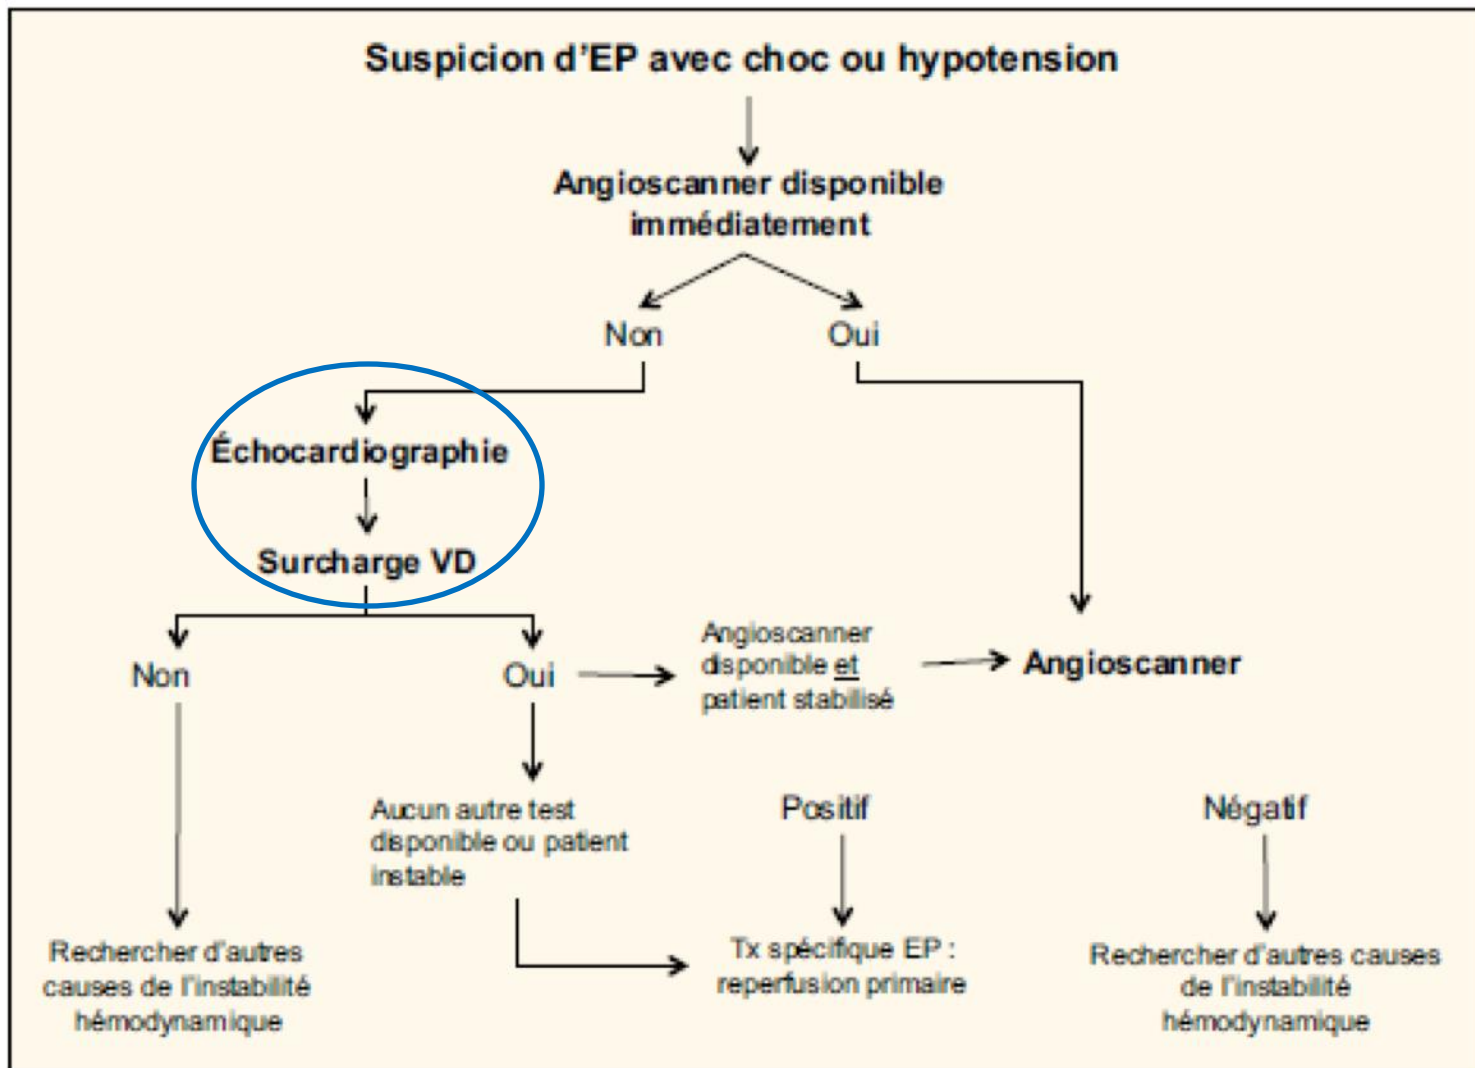 Suspicion d'EP avec choc ou hypotension
Angioscanner disponible
immédiatement
Non
Oui
Échocardiographie
Surcharge VD
Non
Oui
Angioscanner
disponible et
patient stabilisé
Angioscanner
Aucun autre test
disponible ou patient
instable
Positif
Négatif
Rechercher d'autres
causes de l'instabilité
hémodynamique
Tx spécifique EP :
reperfusion primaire
Rechercher d'autres causes
de l'instabilité
hémodynamique